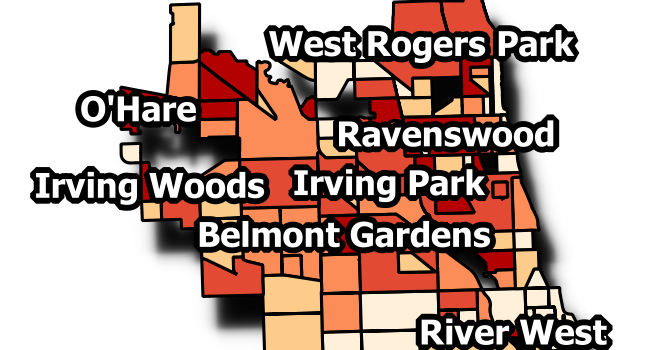 West Rogers Park
O'Hare
Ravenswood
Irving Woods
Irving Park
Belmont Gardens
River West